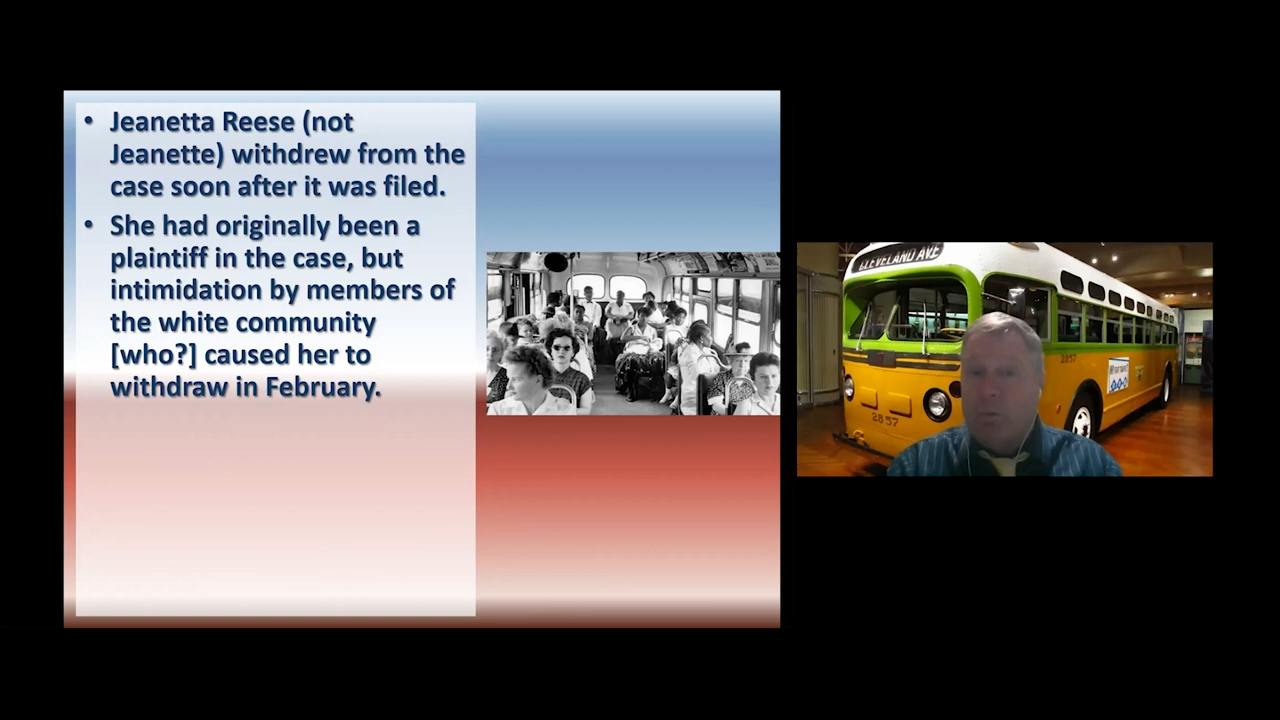 • Jeanetta Reese (not
Jeanette) withdrew from the
case soon after it was filed.
• She had originally been a
plaintiff in the case, but
intimidation by members of
the white community
[who?] caused her to
withdraw in February.
CLEVELAND AVE
2857
2857